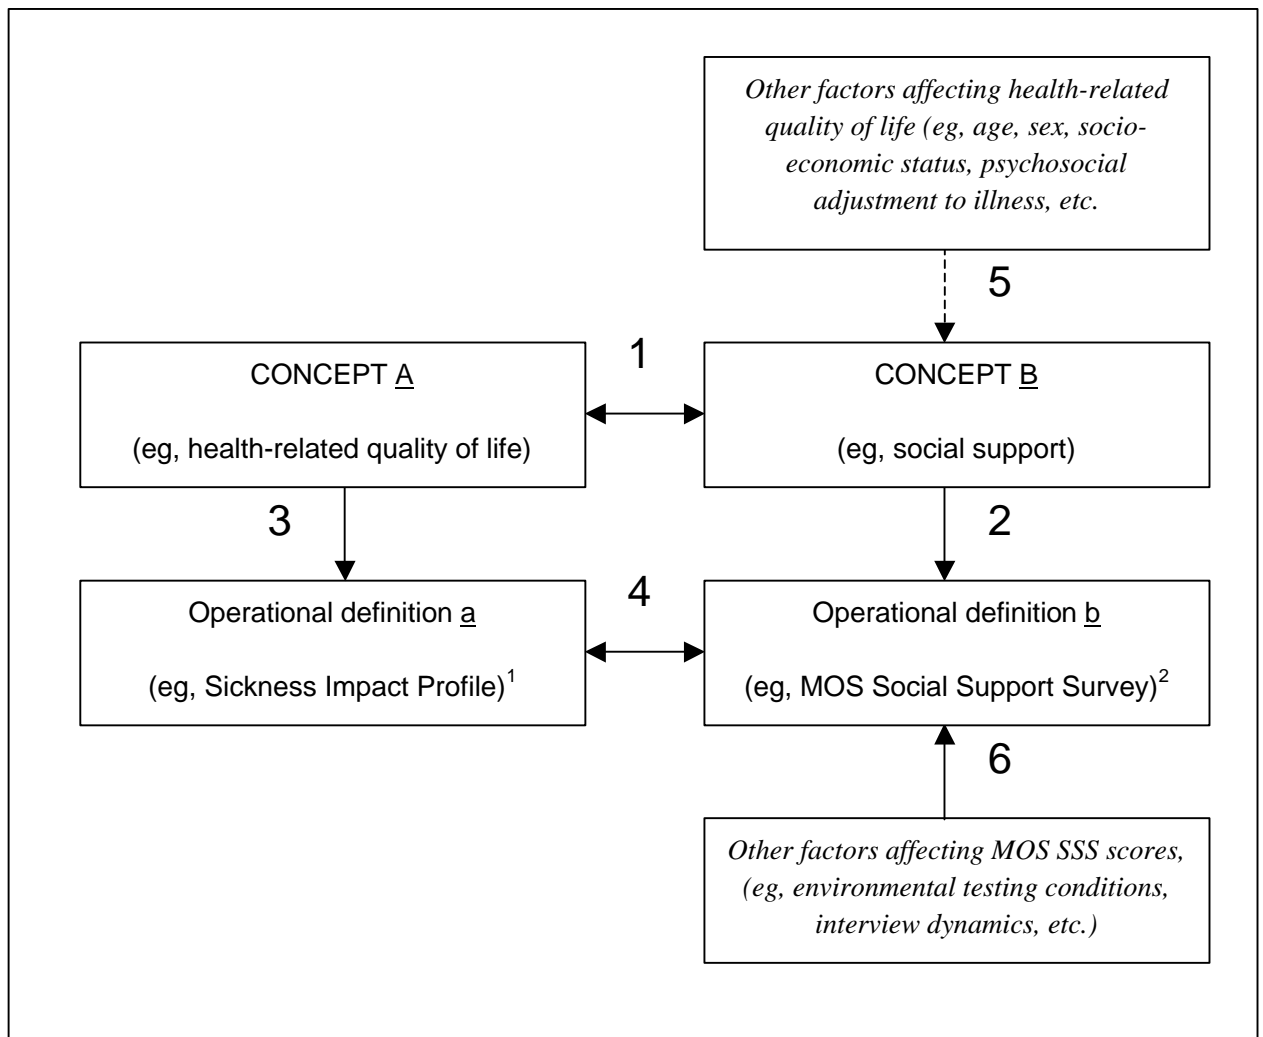 Other factors affecting health-related
quality of life (eg, age, sex, socio-
economic status, psychosocial
adjustment to illness, etc.
5
1
CONCEPT A
(eg, health-related quality of life)
CONCEPT B
(eg, social support)
3
2
4
Operational definition a
(eg, Sickness Impact Profile)1
Operational definition b
(eg, MOS Social Support Survey)2
6
Other factors affecting MOS SSS scores,
(eg, environmental testing conditions,
interview dynamics, etc.)